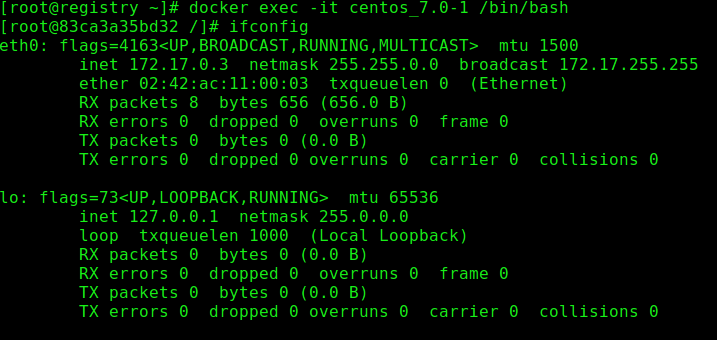 [root@registry ~]# docker exec -it centos_7.0-1 /bin/bash
[root@83ca3a35bd32 /]# ifconfig
eth0: flags=4163<UP,BROADCAST,RUNNING,MULTICAST>  mtu 1500
        inet 172.17.0.3  netmask 255.255.0.0  broadcast 172.17.255.255
        ether 02:42:ac:11:00:03  txqueuelen 0  (Ethernet)
        RX packets 8  bytes 656 (656.0 B)
        RX errors 0  dropped 0  overruns 0  frame 0
        TX packets 0  bytes 0 (0.0 B)
        TX errors 0  dropped 0 overruns 0  carrier 0  collisions 0

lo: flags=73<UP,LOOPBACK,RUNNING>  mtu 65536
        inet 127.0.0.1  netmask 255.0.0.0
        loop  txqueuelen 1000  (Local Loopback)
        RX packets 0  bytes 0 (0.0 B)
        RX errors 0  dropped 0  overruns 0  frame 0
        TX packets 0  bytes 0 (0.0 B)
        TX errors 0  dropped 0 overruns 0  carrier 0  collisions 0